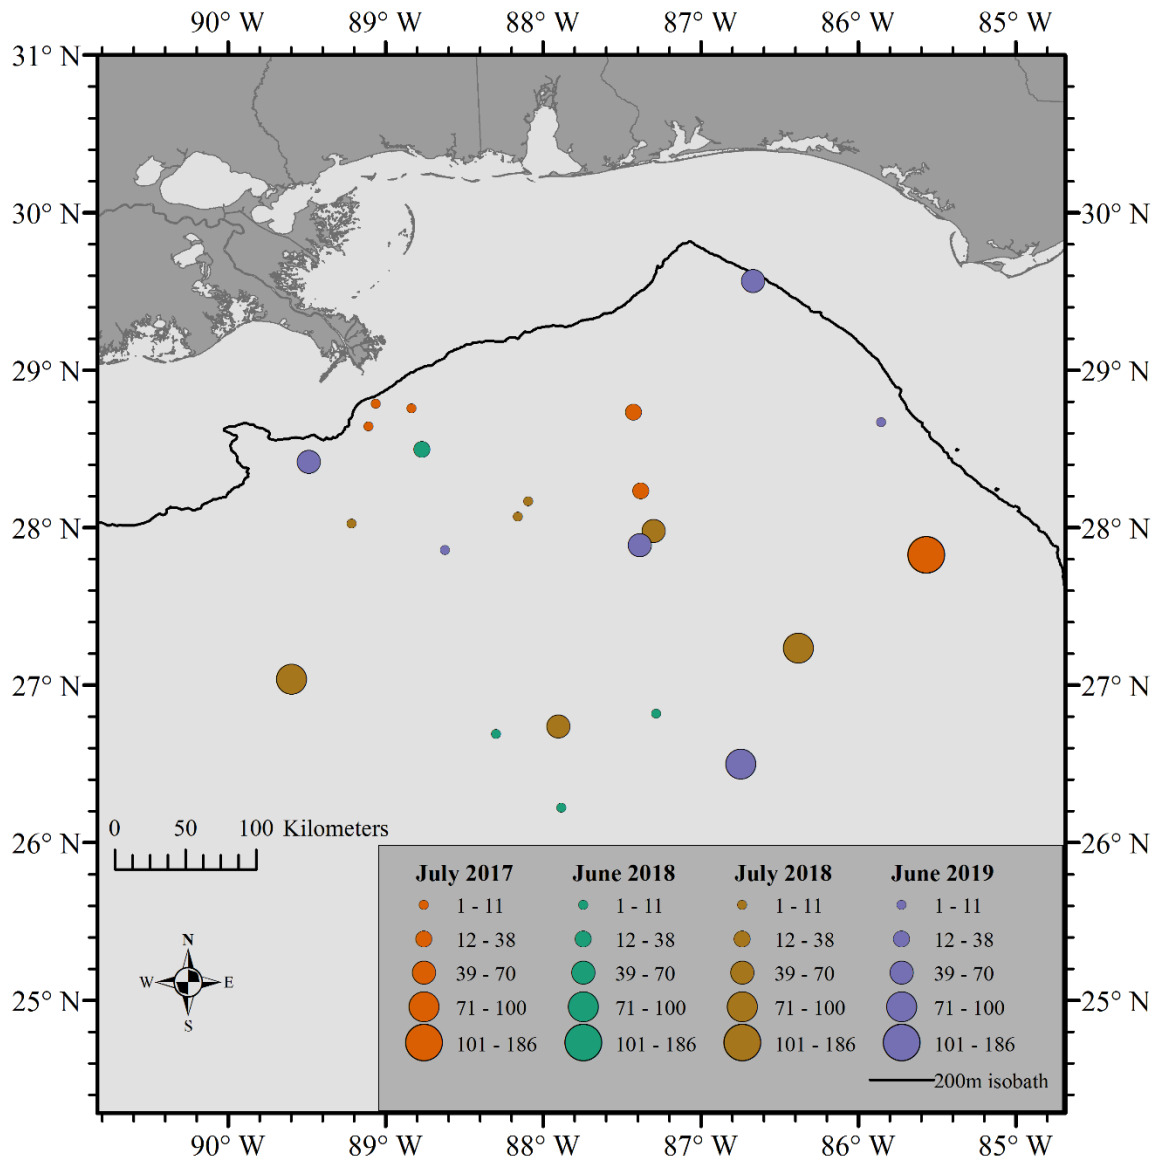 90° W 89° W 88° W 87° W 86° W 85° W
31° N
30° N 30° N
29° N 29° N
28° N 28° N
27° N 27° N
26° N 26° N
25° N 25° N
0 50 100 Kilometers
N
W E
S
July 2017 June 2018 July 2018 June 2019
1 - 11 1 - 11 1 - 11 1 - 11
12 - 38 12 - 38 12 - 38 12 - 38
39 - 70 39 - 70 39 - 70 39 - 70
71 - 100 71 - 100 71 - 100 71 - 100
101 - 186 101 - 186 101 - 186 101 - 186
200m isobath
90° W 89° W 88° W 87° W 86° W 85° W